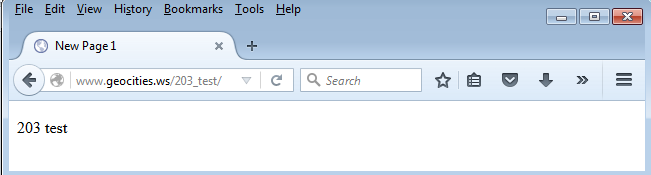 File Edit View History Bookmarks Tools Help
New Page 1
www.geocities.ws/203_test/ Search
203 test